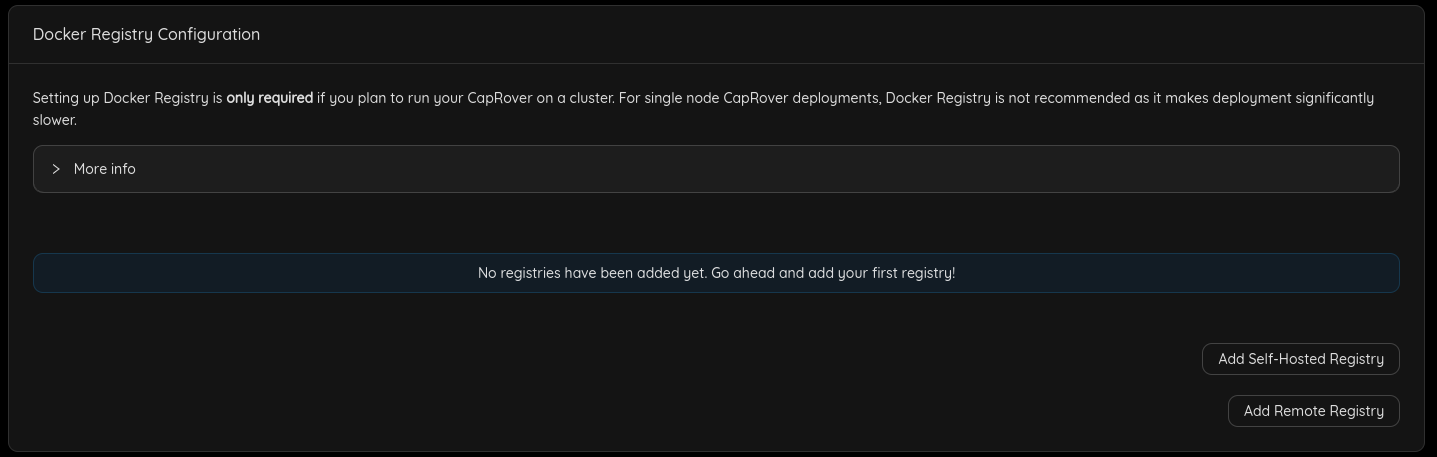 Docker Registry Configuration
Setting up Docker Registry is only required if you plan to run your CapRover on a cluster. For single node CapRover deployments, Docker Registry is not recommended as it makes deployment significantly
slower.
More info
No registries have been added yet. Go ahead and add your first registry!
Add Self-Hosted Registry
Add Remote Registry